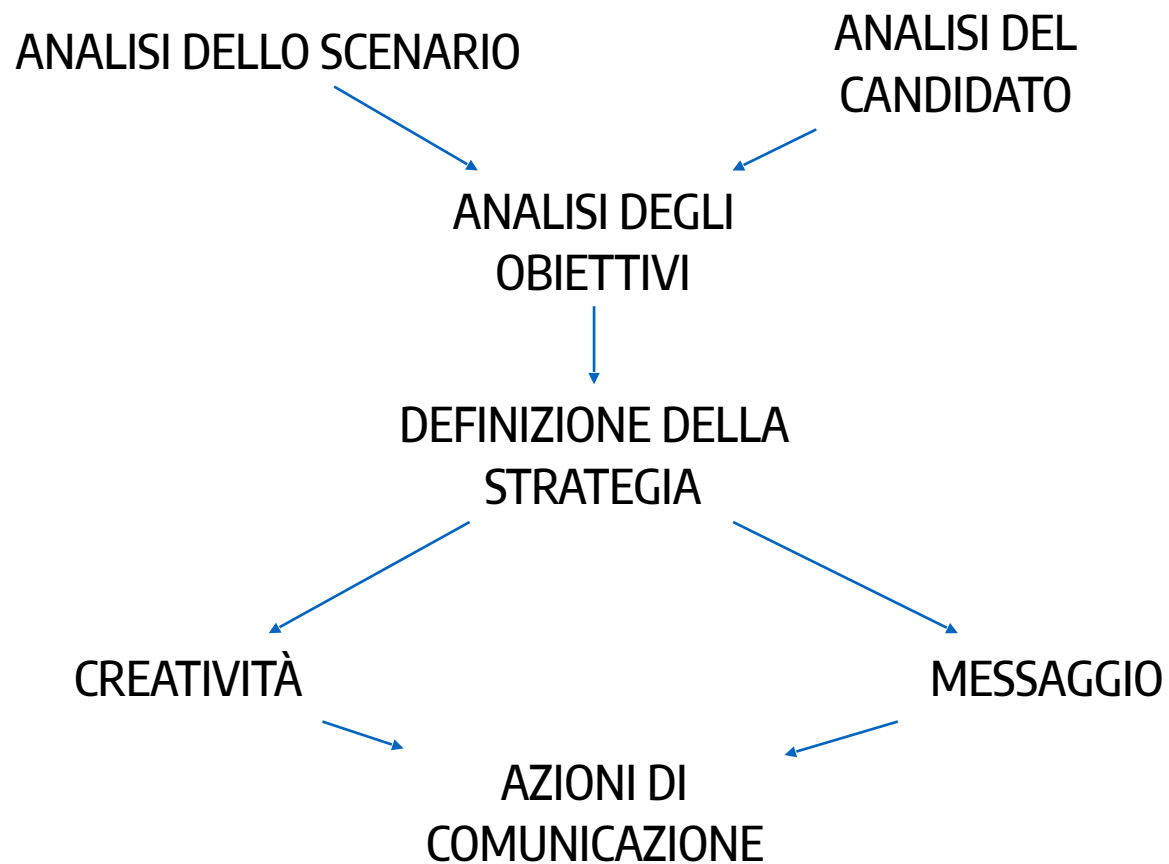 ANALISI DELLO SCENARIO
ANALISI DEL
CANDIDATO
ANALISI DEGLI
OBIETTIVI
DEFINIZIONE DELLA
STRATEGIA
CREATIVITÀ
MESSAGGIO
AZIONI DI
COMUNICAZIONE